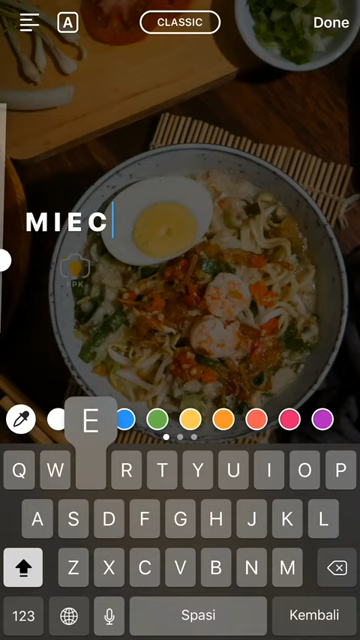 A
CLASSIC
Done
MIEC
E
Q W R T Y U I O P
A S D F G H J K L
Z X C V B N M
123 Spasi Kembali